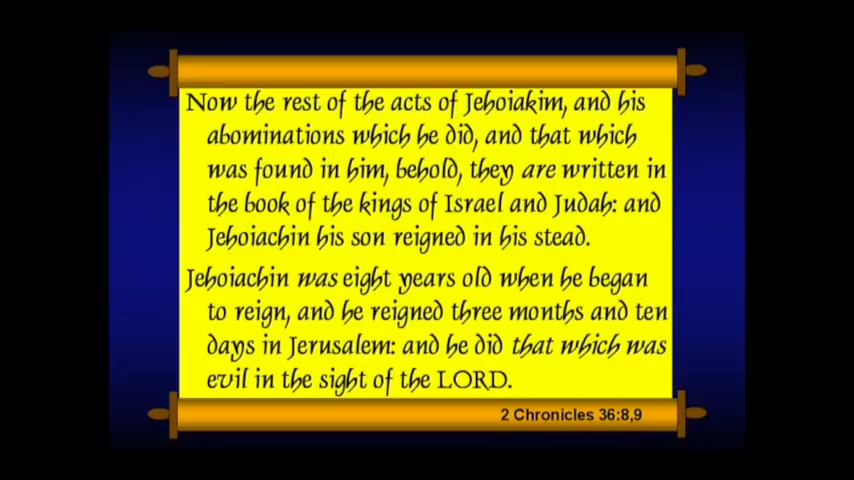 Now the rest of the acts of Jehoiakim, and his
abominations which he did, and that which
was found in him, behold, they are written in
the book of the kings of Israel and Judah: and
Jehoiachin his son reigned in his stead.
Jehoiachin was eight years old when he began
to reign, and he reigned three months and ten
days in Jerusalem: and he did that which was
evil in the sight of the LORD.
2 Chronicles 36:8,9